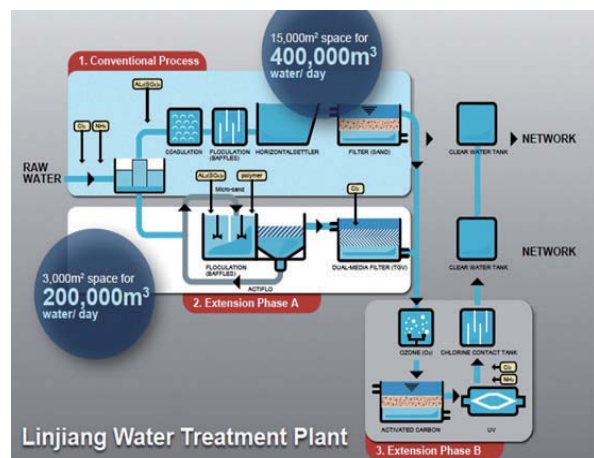 15,000m² space for
400,000m³
water/ day
1. Conventional Process
Al₂(SO₄)₃
Cl₂
NH₃
COAGULATION
FLOCULATION
(BAFFLES)
HORIZONTALSETTLER
FILTER (SAND)
CLEAR WATER TANK
NETWORK
RAW
WATER
Al₂(SO₄)₃
Micro-sand
polymer
Cl₂
FLOCULATION
(BAFFLES)
ACTIFLO
DUAL-MEDIA FILTER (TGV)
CLEAR WATER TANK
NETWORK
3,000m² space for
200,000m³
water/ day
2. Extension Phase A
OZONE (O₃)
CHLORINE CONTACT TANK
Cl₂
NH₃
ACTIVATED CARBON
UV
3. Extension Phase B
Linjiang Water Treatment Plant